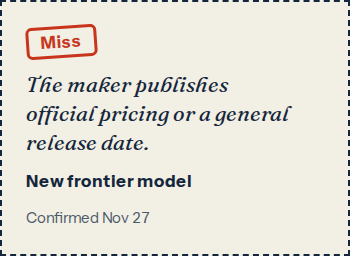 Miss
The maker publishes
official pricing or a general
release date.
New frontier model
Confirmed Nov 27